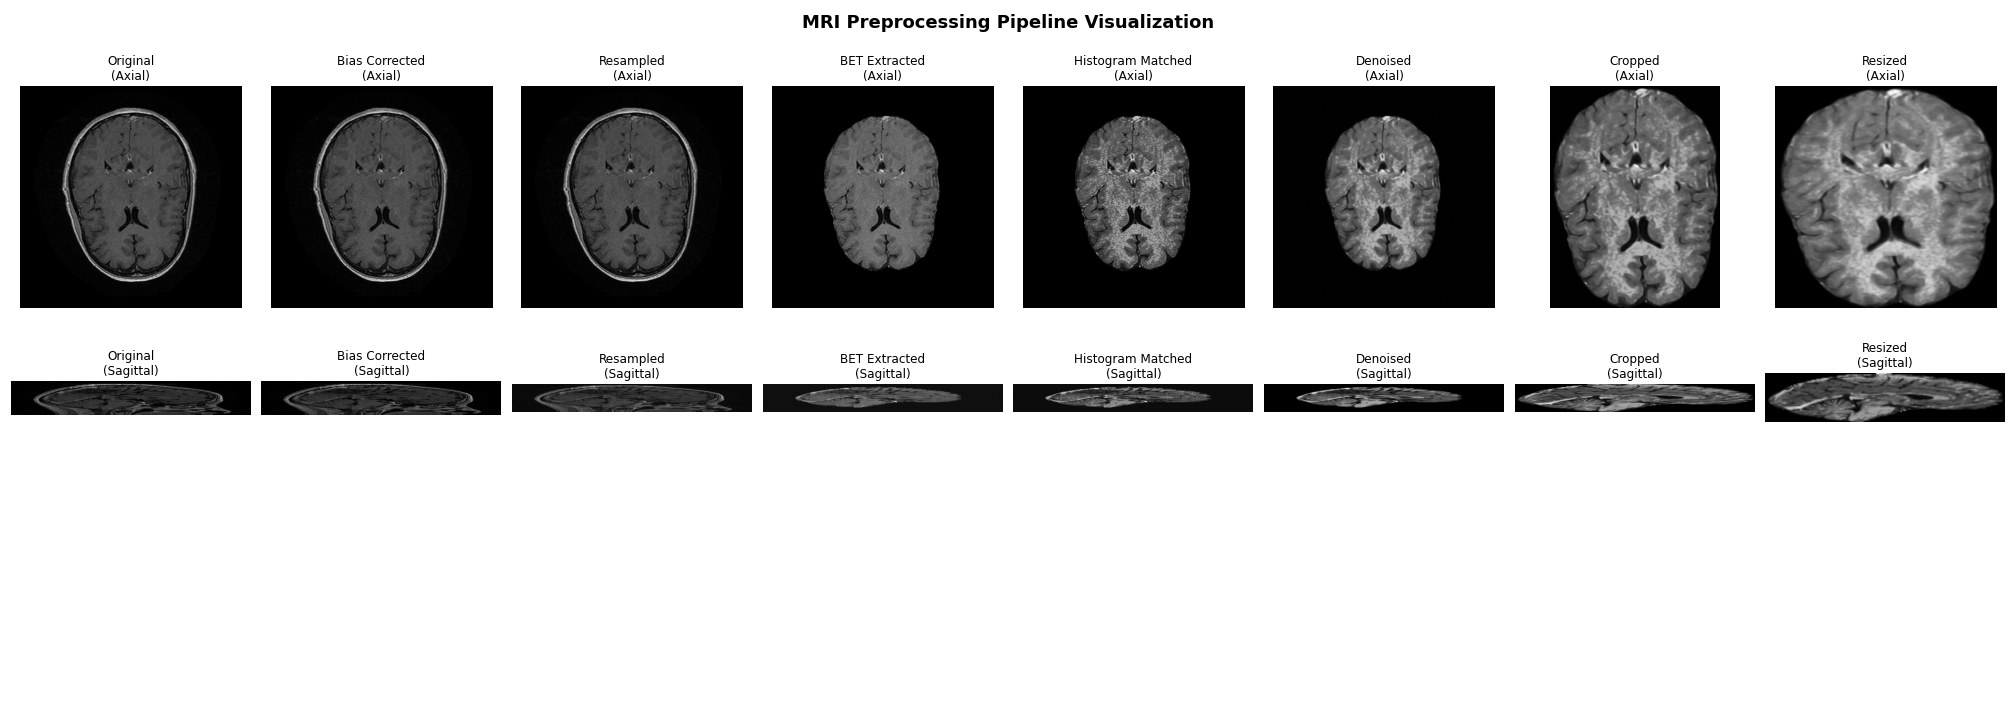 MRI Preprocessing Pipeline Visualization
Original
(Axial)
Bias Corrected
(Axial)
Resampled
(Axial)
BET Extracted
(Axial)
Histogram Matched
(Axial)
Denoised
(Axial)
Cropped
(Axial)
Resized
(Axial)
Original
(Sagittal)
Bias Corrected
(Sagittal)
Resampled
(Sagittal)
BET Extracted
(Sagittal)
Histogram Matched
(Sagittal)
Denoised
(Sagittal)
Cropped
(Sagittal)
Resized
(Sagittal)